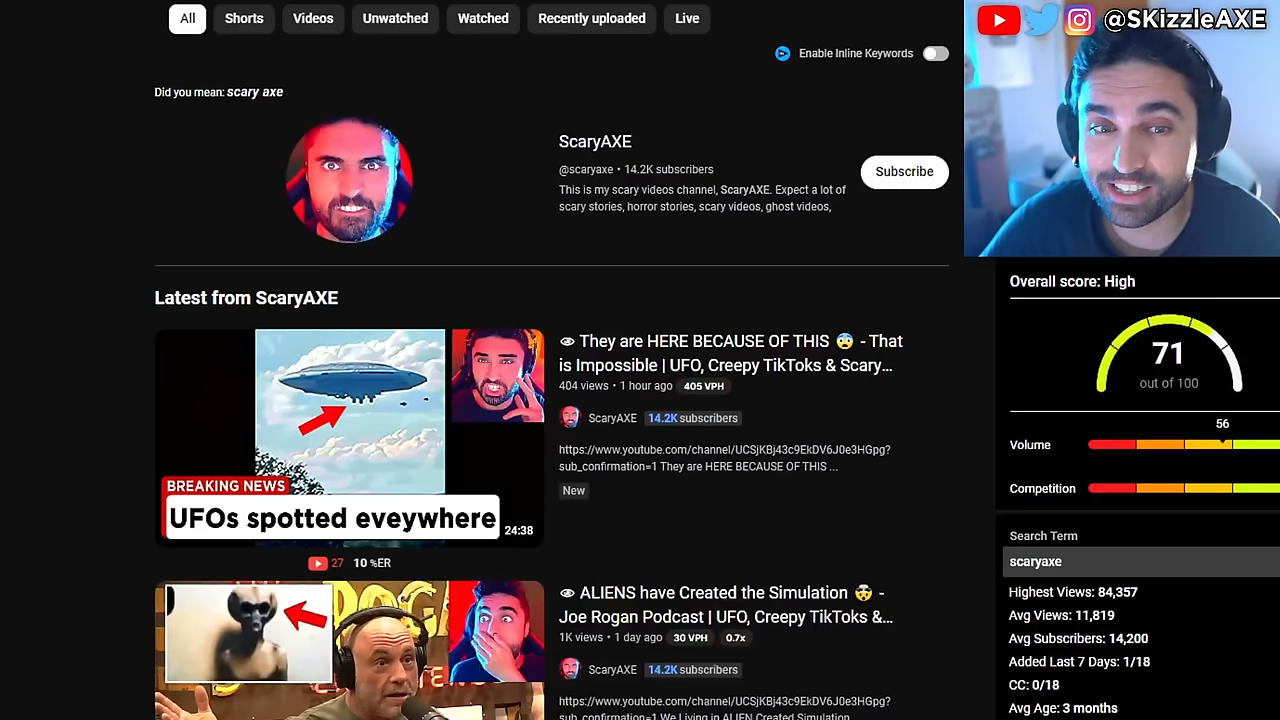 All
Shorts
Videos
Unwatched
Watched
Recently uploaded
Live
@SKizzleAXE
Enable Inline Keywords
Did you mean: scary axe
ScaryAXE
@scaryaxe • 14.2K subscribers
Subscribe
This is my scary videos channel, ScaryAXE. Expect a lot of
scary stories, horror stories, scary videos, ghost videos,
Latest from ScaryAXE
They are HERE BECAUSE OF THIS 😨 - That
is Impossible | UFO, Creepy TikToks & Scary...
404 views • 1 hour ago 405 VPH
ScaryAXE 14.2K subscribers
https://www.youtube.com/channel/UCSjKBj43c9EkDV6J0e3HGpg?
sub_confirmation=1 They are HERE BECAUSE OF THIS ...
New
BREAKING NEWS
UFOs spotted eveywhere
24:38
27 10 %ER
ALIENS have Created the Simulation 🤯 -
Joe Rogan Podcast | UFO, Creepy TikToks &...
1K views • 1 day ago 30 VPH 0.7x
ScaryAXE 14.2K subscribers
https://www.youtube.com/channel/UCSjKBj43c9EkDV6J0e3HGpg?
sub_confirmation=1 We Living in ALIEN Created Simulation
Overall score: High
71
out of 100
56
Volume
Competition
Search Term
scaryaxe
Highest Views: 84,357
Avg Views: 11,819
Avg Subscribers: 14,200
Added Last 7 Days: 1/18
CC: 0/18
Avg Age: 3 months